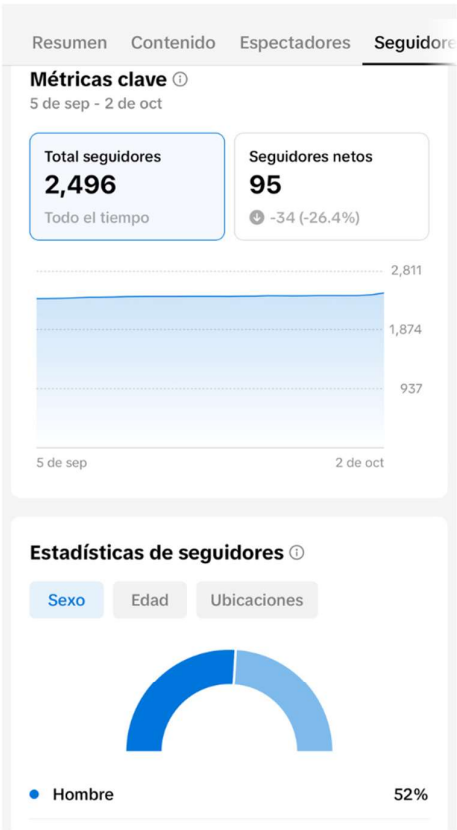 Resumen Contenido Espectadores Seguidore
Métricas clave
5 de sep - 2 de oct
Total seguidores
2,496
Todo el tiempo
Seguidores netos
95
-34 (-26.4%)
2,811
1,874
937
5 de sep 2 de oct
Estadísticas de seguidores
Sexo Edad Ubicaciones
Hombre 52%